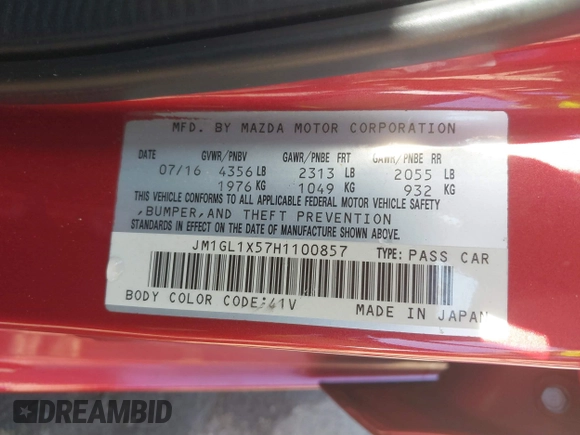 MFD. BY MAZDA MOTOR CORPORATION
DATE GVWR/PNBV GAWR/PNBE FRT GAWR/PNBE RR
07/16 4356 LB 2313 LB 2055 LB
1976 KG 1049 KG 932 KG
THIS VEHICLE CONFORMS TO ALL APPLICABLE FEDERAL MOTOR VEHICLE SAFETY
,BUMPER,AND THEFT PREVENTION
STANDARDS IN EFFECT ON THE DATE OF MANUFACTURE SHOWN ABOVE.
JM1GL1X57H1100857 TYPE: PASS CAR
BODY COLOR CODE:41V MADE IN JAPAN
DREAMBID